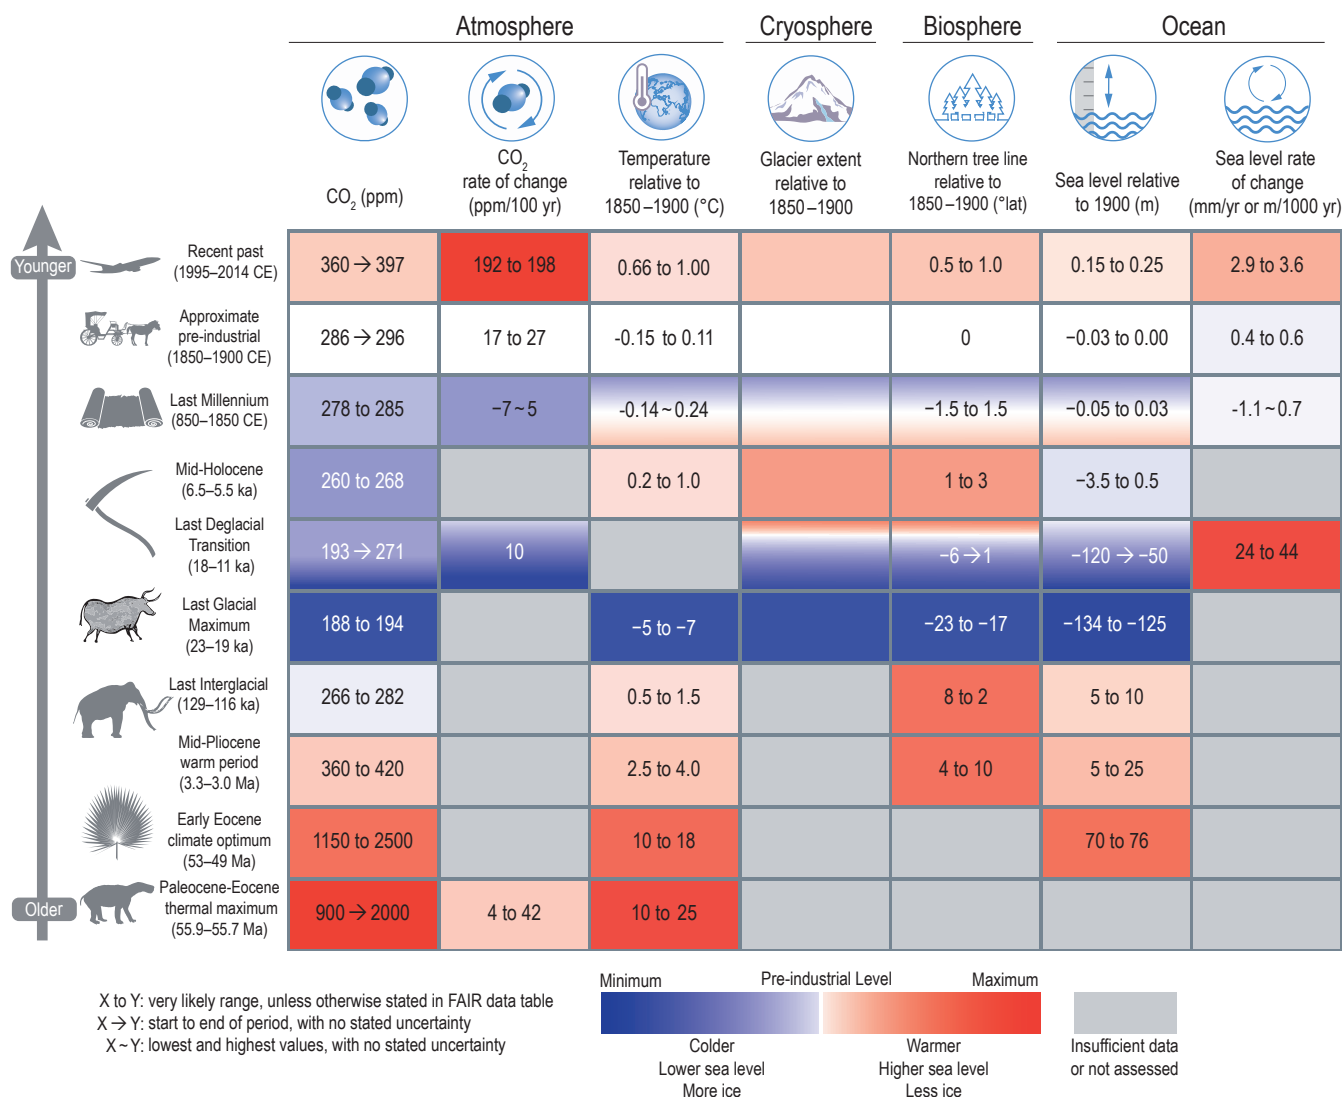 Atmosphere Cryosphere Biosphere Ocean
CO2 (ppm)
CO2
rate of change
(ppm/100 yr)
Temperature
relative to
1850–1900 (°C)
Glacier extent
relative to
1850–1900
Northern tree line
relative to
1850–1900 (°lat)
Sea level relative
to 1900 (m)
Sea level rate
of change
(mm/yr or m/1000 yr)
Younger
Recent past
(1995–2014 CE)
360 → 397 192 to 198 0.66 to 1.00 0.5 to 1.0 0.15 to 0.25 2.9 to 3.6
Approximate
pre-industrial
(1850–1900 CE)
286 → 296 17 to 27 -0.15 to 0.11 0 −0.03 to 0.00 0.4 to 0.6
Last Millennium
(850–1850 CE)
278 to 285 −7 ~ 5 -0.14 ~ 0.24 −1.5 to 1.5 −0.05 to 0.03 -1.1 ~ 0.7
Mid-Holocene
(6.5–5.5 ka)
260 to 268 0.2 to 1.0 1 to 3 −3.5 to 0.5
Last Deglacial
Transition
(18–11 ka)
193 → 271 10 −6 → 1 −120 → −50 24 to 44
Last Glacial
Maximum
(23–19 ka)
188 to 194 −5 to −7 −23 to −17 −134 to −125
Last Interglacial
(129–116 ka)
266 to 282 0.5 to 1.5 8 to 2 5 to 10
Mid-Pliocene
warm period
(3.3–3.0 Ma)
360 to 420 2.5 to 4.0 4 to 10 5 to 25
Early Eocene
climate optimum
(53–49 Ma)
1150 to 2500 10 to 18 70 to 76
Older
Paleocene-Eocene
thermal maximum
(55.9–55.7 Ma)
900 → 2000 4 to 42 10 to 25
X to Y: very likely range, unless otherwise stated in FAIR data table
X → Y: start to end of period, with no stated uncertainty
X ~ Y: lowest and highest values, with no stated uncertainty
Minimum Pre-industrial Level Maximum
Colder
Lower sea level
More ice
Warmer
Higher sea level
Less ice
Insufficient data
or not assessed